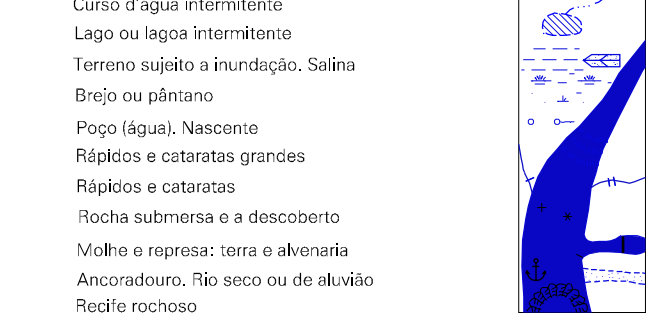 Curso d'água intermitente
Lago ou lagoa intermitente
Terreno sujeito a inundação. Salina
Brejo ou pântano
Poço (água). Nascente
Rápidos e cataratas grandes
Rápidos e cataratas
Rocha submersa e a descoberto
Molhe e represa: terra e alvenaria
Ancoradouro. Rio seco ou de aluvião
Recife rochoso